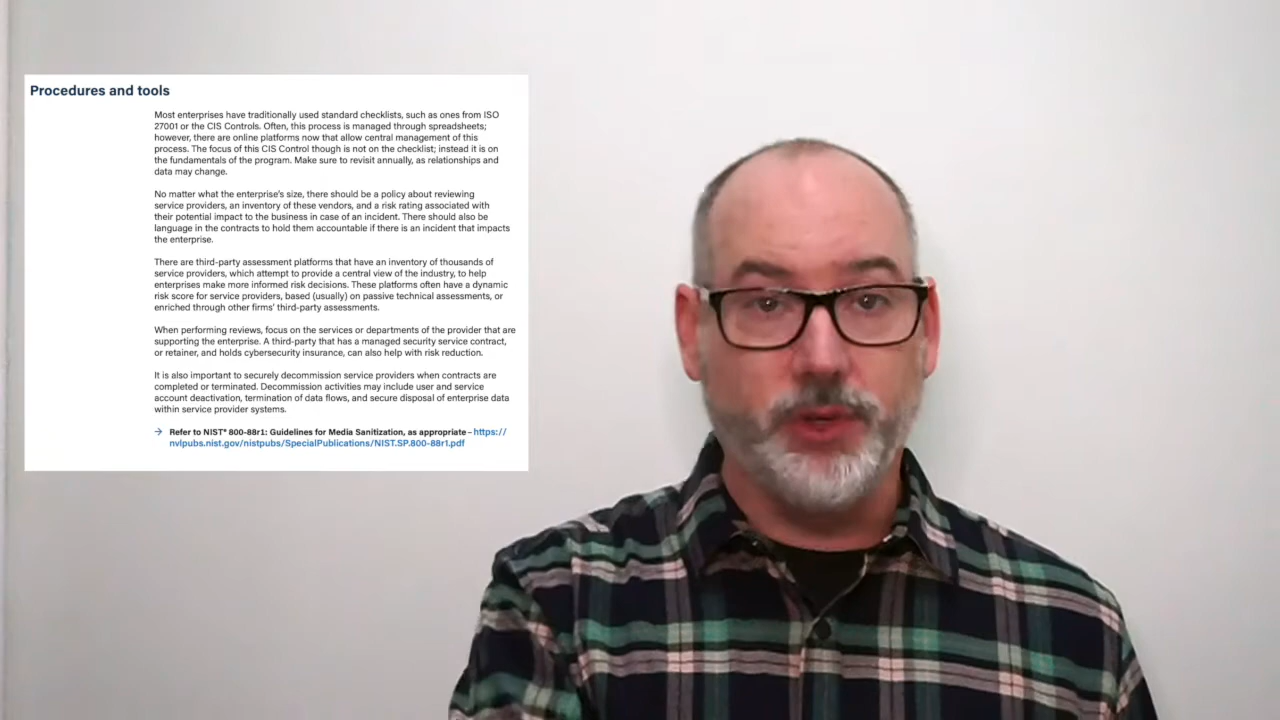 Procedures and tools
Most enterprises have traditionally used standard checklists, such as ones from ISO
27001 or the CIS Controls. Often, this process is managed through spreadsheets;
however, there are online platforms now that allow central management of this
process. The focus of this CIS Control though is not on the checklist; instead it is on
the fundamentals of the program. Make sure to revisit annually, as relationships and
data may change.
No matter what the enterprise's size, there should be a policy about reviewing
service providers, an inventory of these vendors, and a risk rating associated with
their potential impact to the business in case of an incident. There should also be
language in the contracts to hold them accountable if there is an incident that impacts
the enterprise.
There are third-party assessment platforms that have an inventory of thousands of
service providers, which attempt to provide a central view of the industry, to help
enterprises make more informed risk decisions. These platforms often have a dynamic
risk score for service providers, based (usually) on passive technical assessments, or
enriched through other firms' third-party assessments.
When performing reviews, focus on the services or departments of the provider that are
supporting the enterprise. A third-party that has a managed security service contract,
or retainer, and holds cybersecurity insurance, can also help with risk reduction.
It is also important to securely decommission service providers when contracts are
completed or terminated. Decommission activities may include user and service
account deactivation, termination of data flows, and secure disposal of enterprise data
within service provider systems.
→ Refer to NIST® 800-88r1: Guidelines for Media Sanitization, as appropriate – https://
nvlpubs.nist.gov/nistpubs/SpecialPublications/NIST.SP.800-88r1.pdf